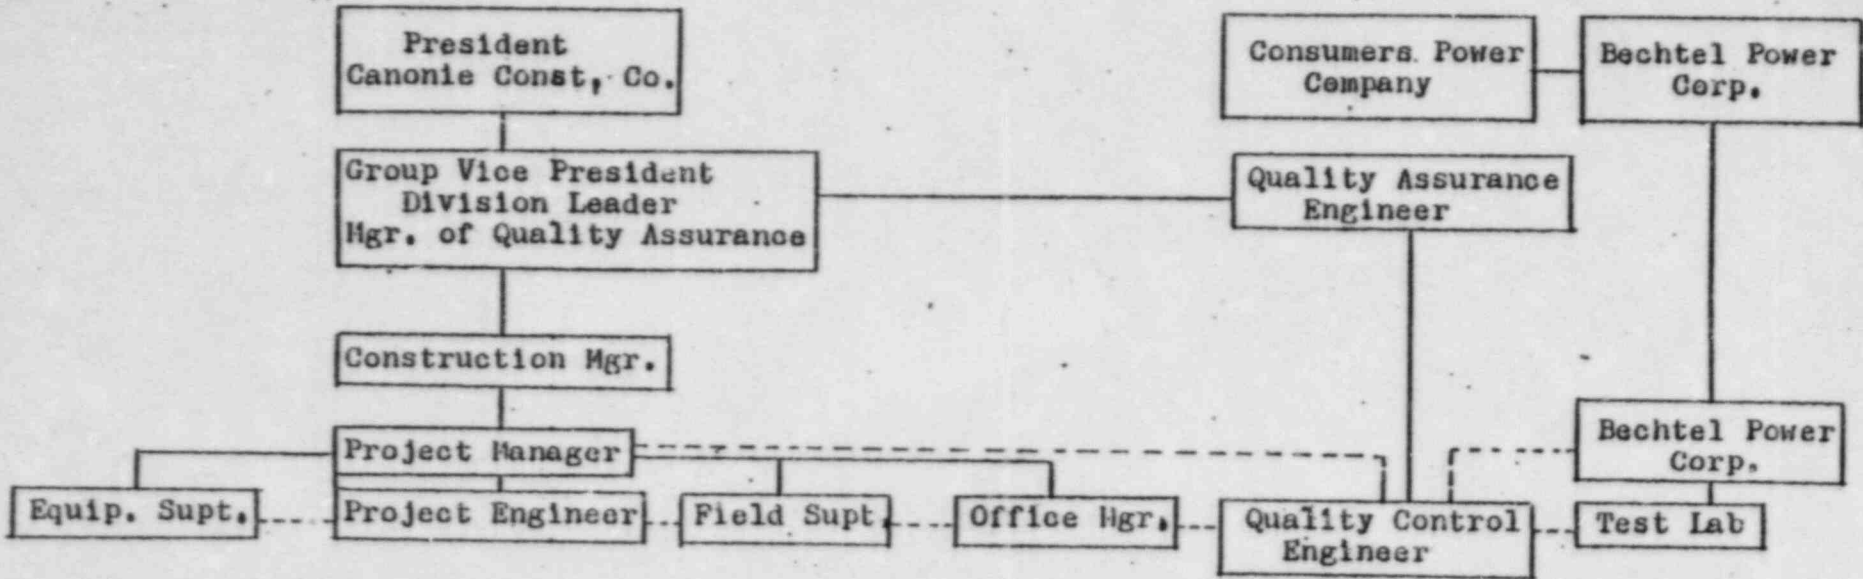 President
Canonie Const, Co.
Consumers Power
Company
Bechtel Power
Corp.
Group Vice President
Division Leader
Mgr. of Quality Assurance
Quality Assurance
Engineer
Construction Mgr.
Project Manager
Bechtel Power
Corp.
Equip. Supt.
Project Engineer
Field Supt.
Office Mgr.
Quality Control
Engineer
Test Lab